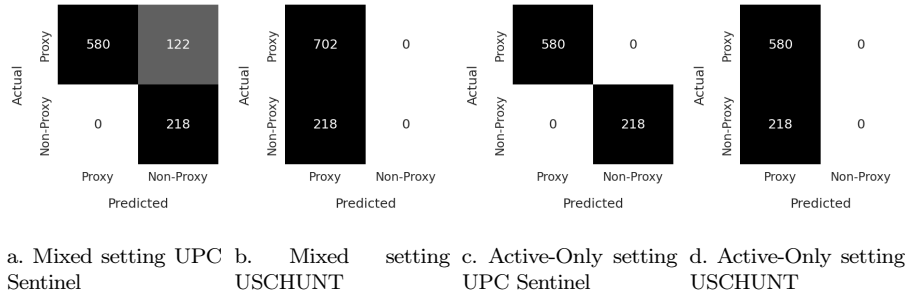 Actual
Proxy
Non-Proxy
580 122
0 218
Proxy Non-Proxy
Predicted
Actual
Proxy
Non-Proxy
702 0
218 0
Proxy Non-Proxy
Predicted
Actual
Proxy
Non-Proxy
580 0
0 218
Proxy Non-Proxy
Predicted
Actual
Proxy
Non-Proxy
580 0
218 0
Proxy Non-Proxy
Predicted
a. Mixed setting UPC
Sentinel
b. Mixed setting
USCHUNT
c. Active-Only setting
UPC Sentinel
d. Active-Only setting
USCHUNT